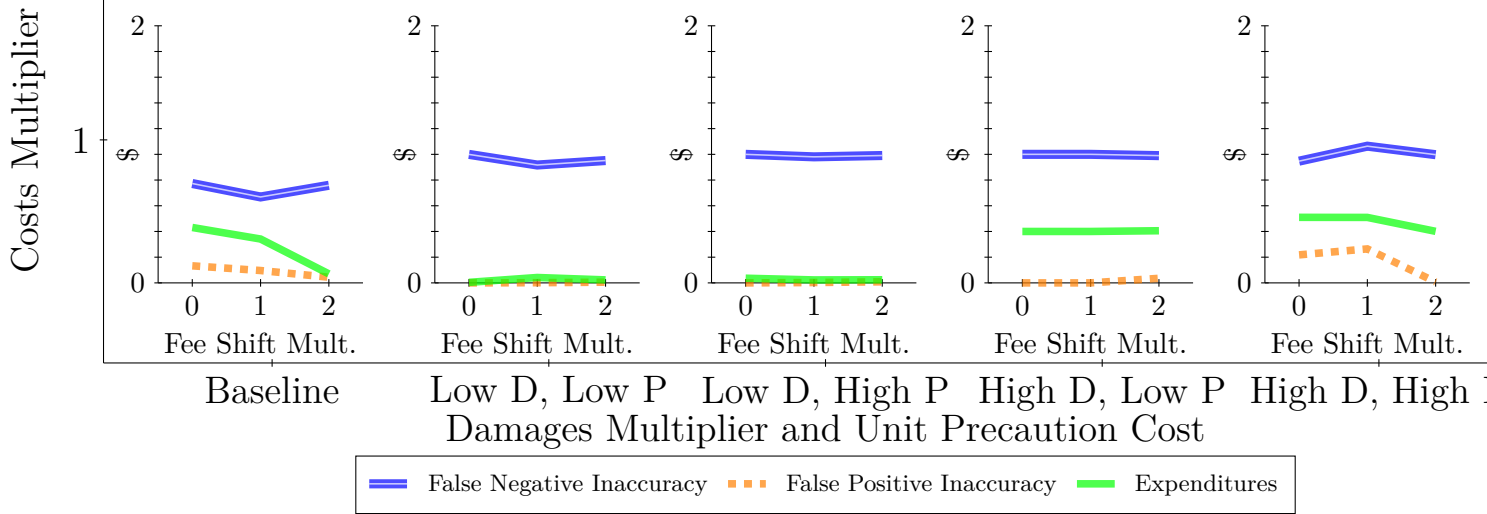 Costs Multiplier
1
2 2 2 2 2
$ $ $ $ $
0 0 0 0 0
0 1 2 0 1 2 0 1 2 0 1 2 0 1 2
Fee Shift Mult. Fee Shift Mult. Fee Shift Mult. Fee Shift Mult. Fee Shift Mult.
Baseline Low D, Low P Low D, High P High D, Low P High D, High
Damages Multiplier and Unit Precaution Cost
False Negative Inaccuracy False Positive Inaccuracy Expenditures